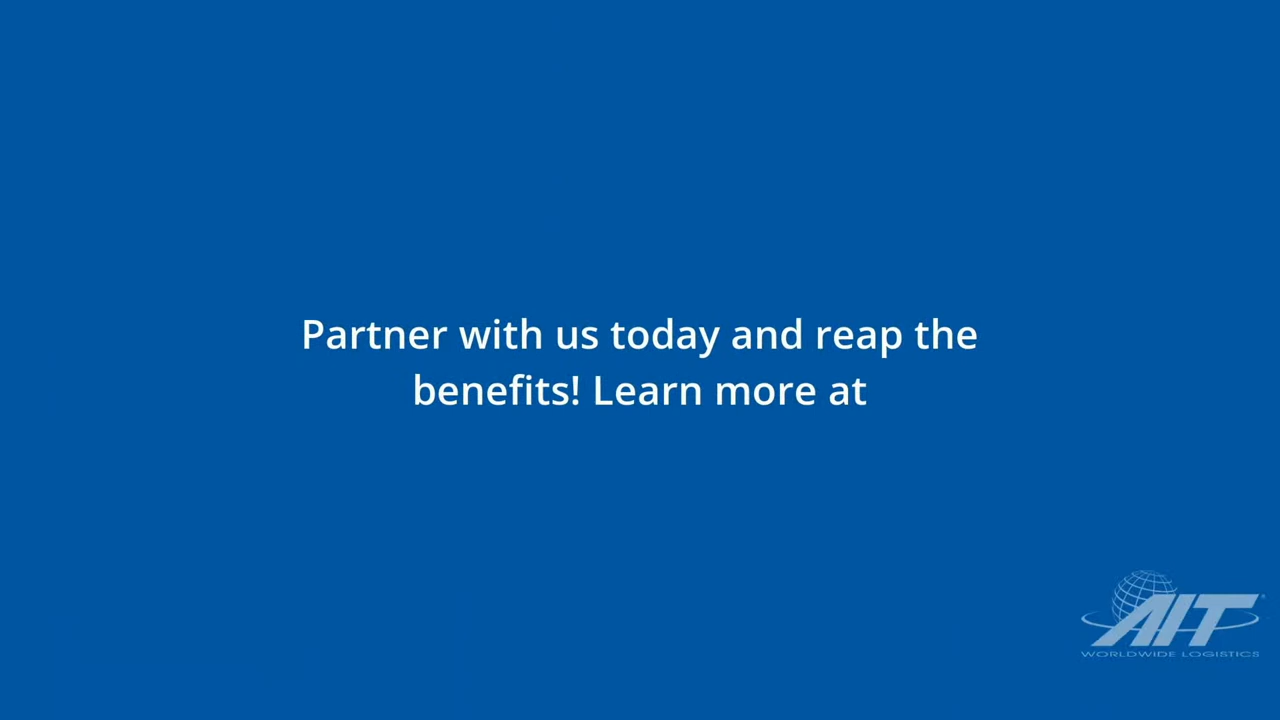 Partner with us today and reap the
benefits! Learn more at
AIT®
WORLDWIDE LOGISTICS